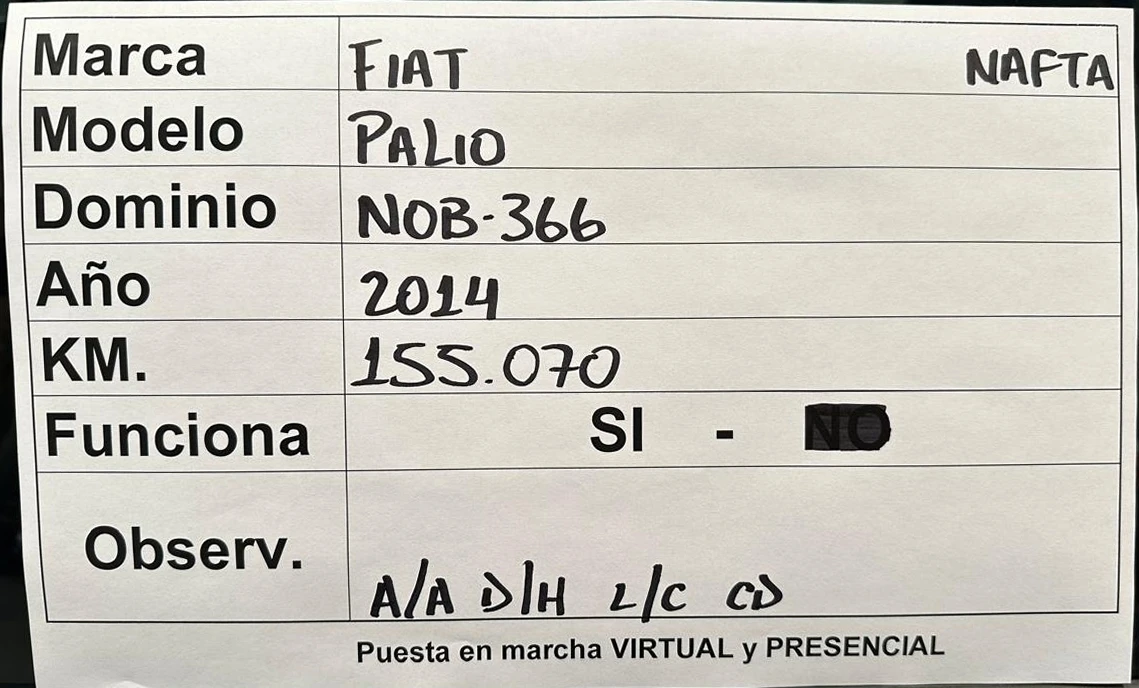 Marca FIAT NAFTA
Modelo PALIO
Dominio NOB-366
Año 2014
KM. 155.070
Funciona SI - NO
Observ. A/A D/H L/C CD
Puesta en marcha VIRTUAL y PRESENCIAL